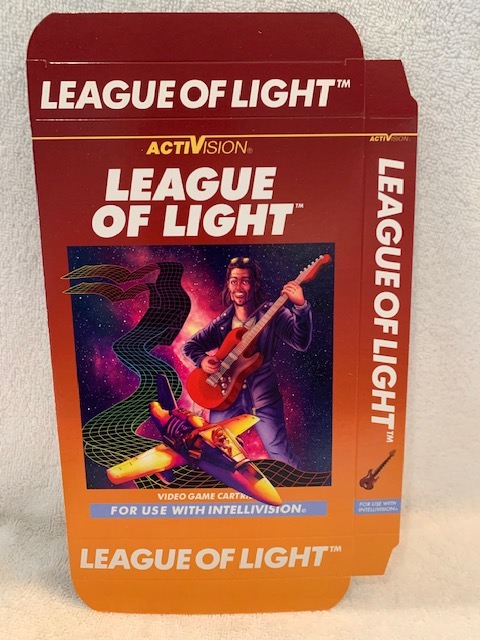 LEAGUE OF LIGHT™
ACTIVISION®
ACTIVISION®
LEAGUE
OF LIGHT™
LEAGUE OF LIGHT™
VIDEO GAME
FOR USE WITH INTELLIVISION®
FOR USE WITH
INTELLIVISION®
LEAGUE OF LIGHT™